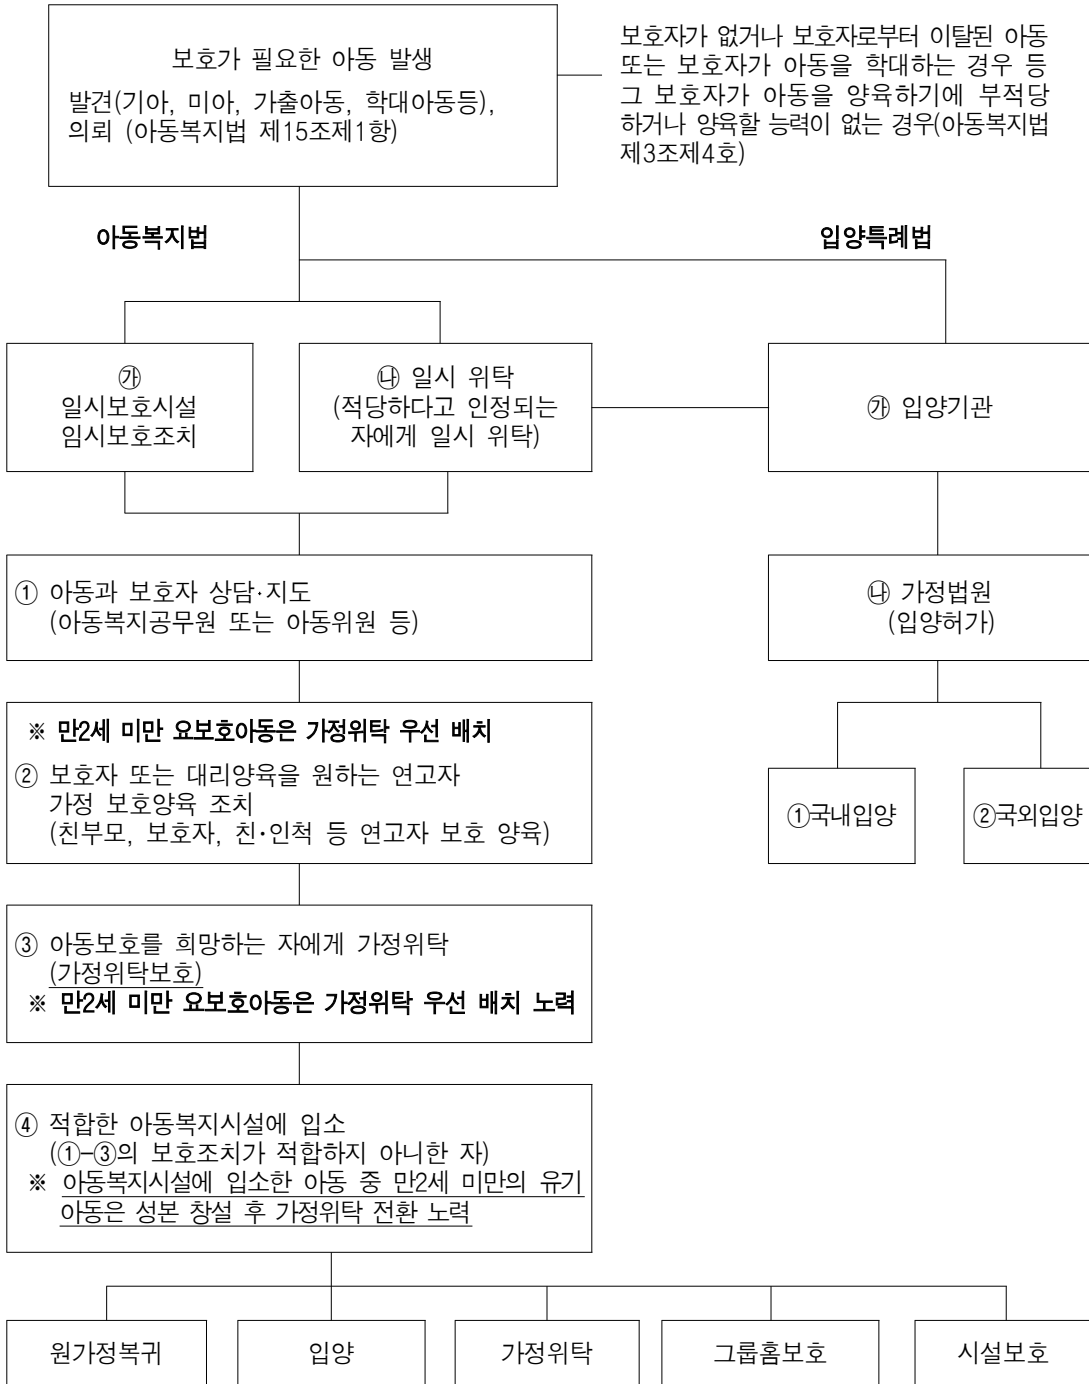 보호가 필요한 아동 발생
발견(기아, 미아, 가출아동, 학대아동등),
의뢰 (아동복지법 제15조제1항)
보호자가 없거나 보호자로부터 이탈된 아동
또는 보호자가 아동을 학대하는 경우 등
그 보호자가 아동을 양육하기에 부적당
하거나 양육할 능력이 없는 경우(아동복지법
제3조제4호)
아동복지법
입양특례법
㉮
일시보호시설
임시보호조치
㉯ 일시 위탁
(적당하다고 인정되는
자에게 일시 위탁)
㉮ 입양기관
① 아동과 보호자 상담·지도
(아동복지공무원 또는 아동위원 등)
㉯ 가정법원
(입양허가)
※ 만2세 미만 요보호아동은 가정위탁 우선 배치
② 보호자 또는 대리양육을 원하는 연고자
가정 보호양육 조치
(친부모, 보호자, 친·인척 등 연고자 보호 양육)
①국내입양
②국외입양
③ 아동보호를 희망하는 자에게 가정위탁
(가정위탁보호)
※ 만2세 미만 요보호아동은 가정위탁 우선 배치 노력
④ 적합한 아동복지시설에 입소
(①-③의 보호조치가 적합하지 아니한 자)
※ 아동복지시설에 입소한 아동 중 만2세 미만의 유기
아동은 성본 창설 후 가정위탁 전환 노력
원가정복귀
입양
가정위탁
그룹홈보호
시설보호